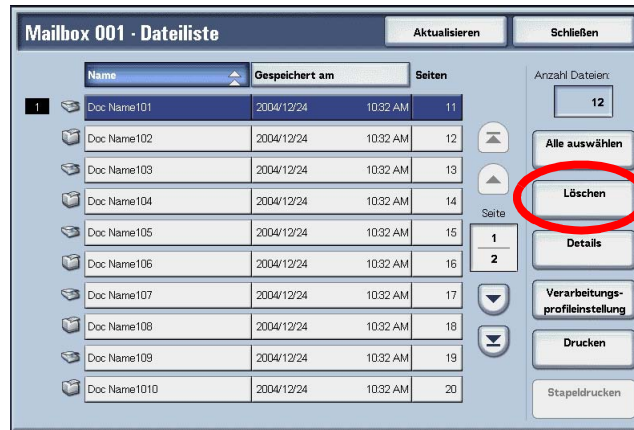 Mailbox 001 - Dateiliste
Aktualisieren
Schließen
Name
Gespeichert am
Seiten
Anzahl Dateien:
12
1
Doc Name101 2004/12/24 10:32 AM 11
Doc Name102 2004/12/24 10:32 AM 12
Doc Name103 2004/12/24 10:32 AM 13
Doc Name104 2004/12/24 10:32 AM 14
Doc Name105 2004/12/24 10:32 AM 15
Doc Name106 2004/12/24 10:32 AM 16
Doc Name107 2004/12/24 10:32 AM 17
Doc Name108 2004/12/24 10:32 AM 18
Doc Name109 2004/12/24 10:32 AM 19
Doc Name1010 2004/12/24 10:32 AM 20
Seite
1
2
Alle auswählen
Löschen
Details
Verarbeitungs-
profileinstellung
Drucken
Stapeldrucken